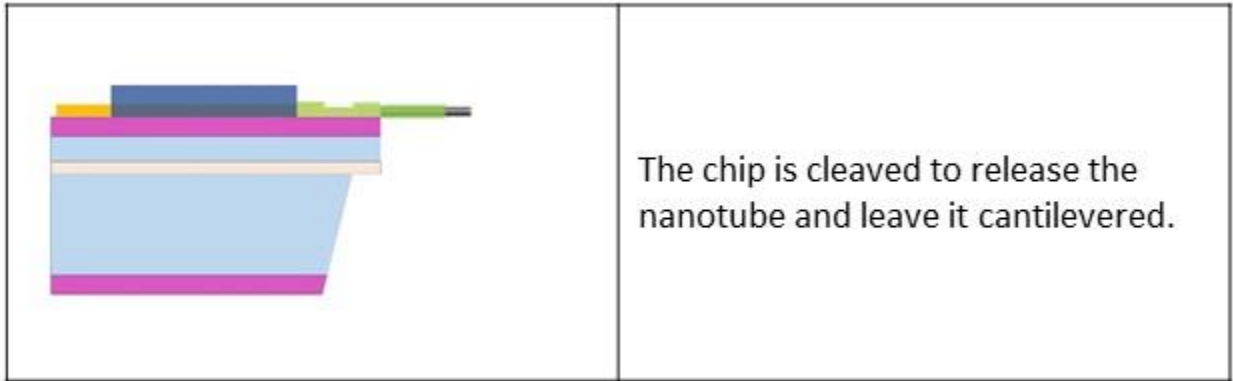 The chip is cleaved to release the
nanotube and leave it cantilevered.